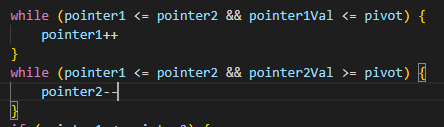 while (pointer1 <= pointer2 && pointer1Val <= pivot) {
    pointer1++
}
while (pointer1 <= pointer2 && pointer2Val >= pivot) {
    pointer2--
}